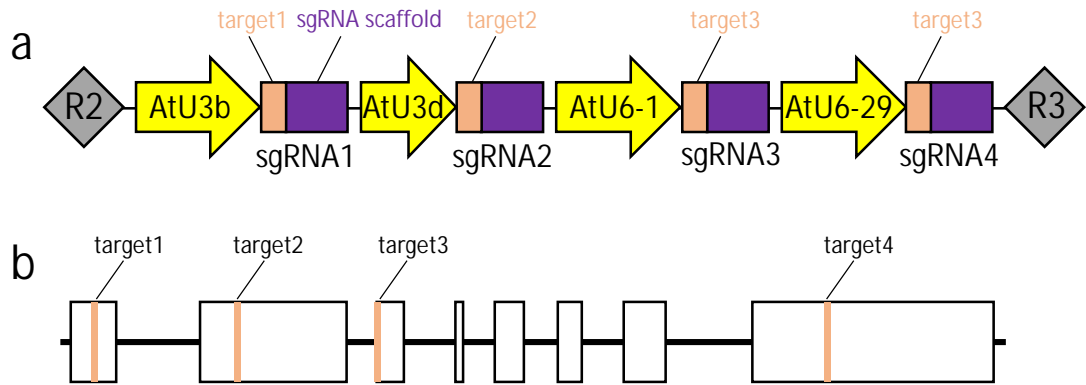 a
target1 sgRNA scaffold target2 target3 target3
R2 AtU3b AtU3d AtU6-1 AtU6-29 R3
sgRNA1 sgRNA2 sgRNA3 sgRNA4
b
target1 target2 target3 target4